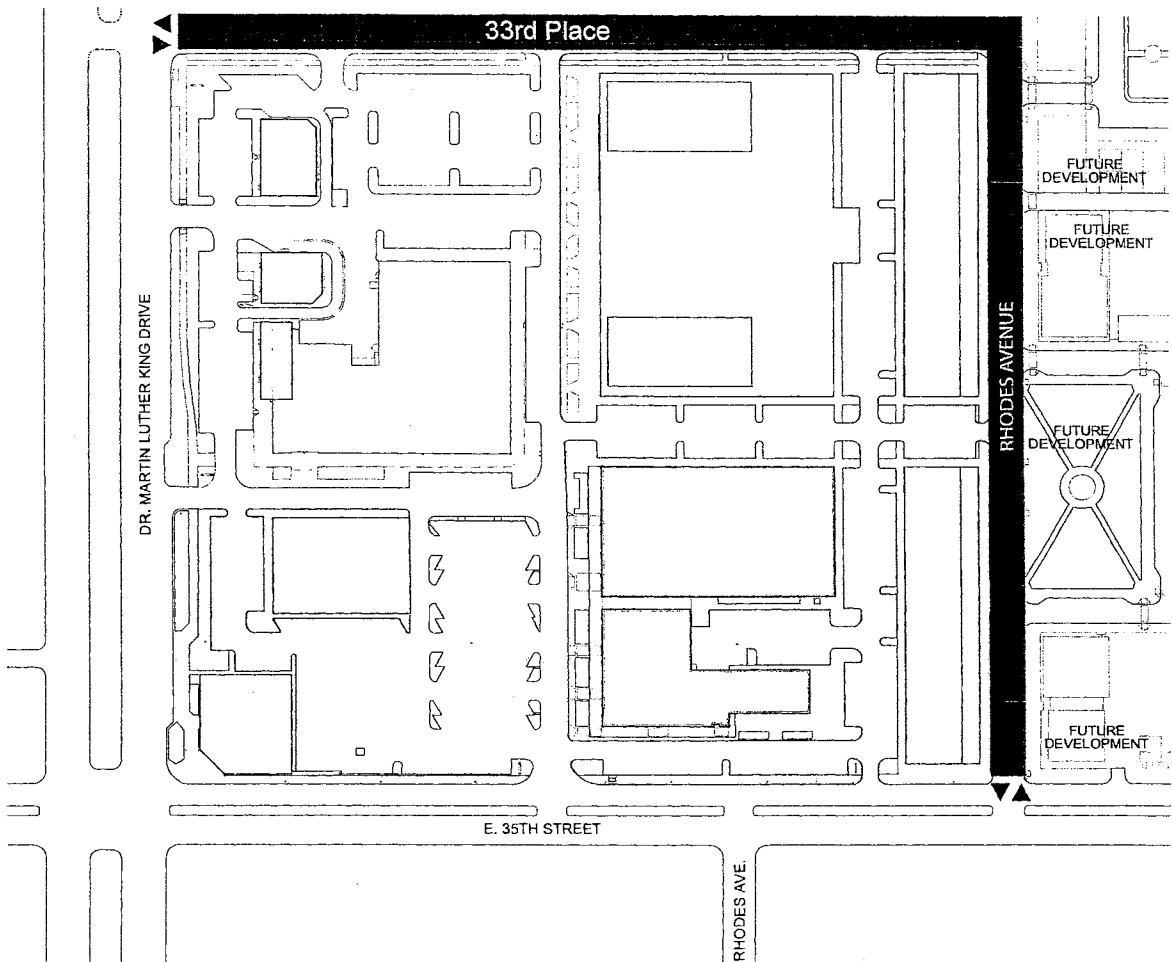 33rd Place
FUTURE
DEVELOPMENT
FUTURE
DEVELOPMENT
DR. MARTIN LUTHER KING DRIVE
RHODES AVENUE
FUTURE
DEVELOPMENT
FUTURE
DEVELOPMENT
E. 35TH STREET
RHODES AVE.